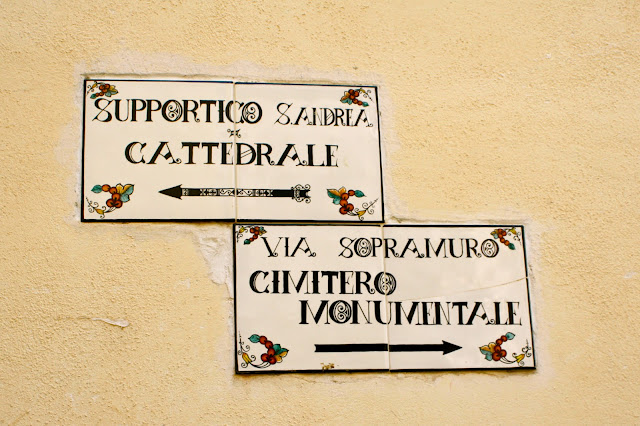 SUPPORTICO S.ANDREA
CATTEDRALE
VIA SOPRAMURO
CIMITERO
MONUMENTALE